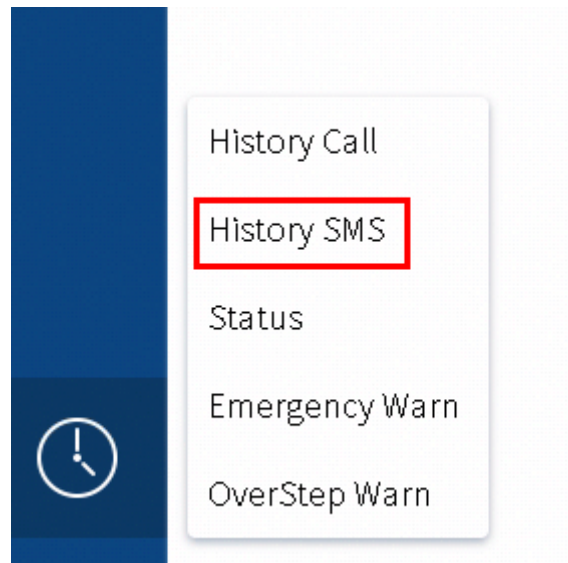 History Call
History SMS
Status
Emergency Warn
OverStep Warn